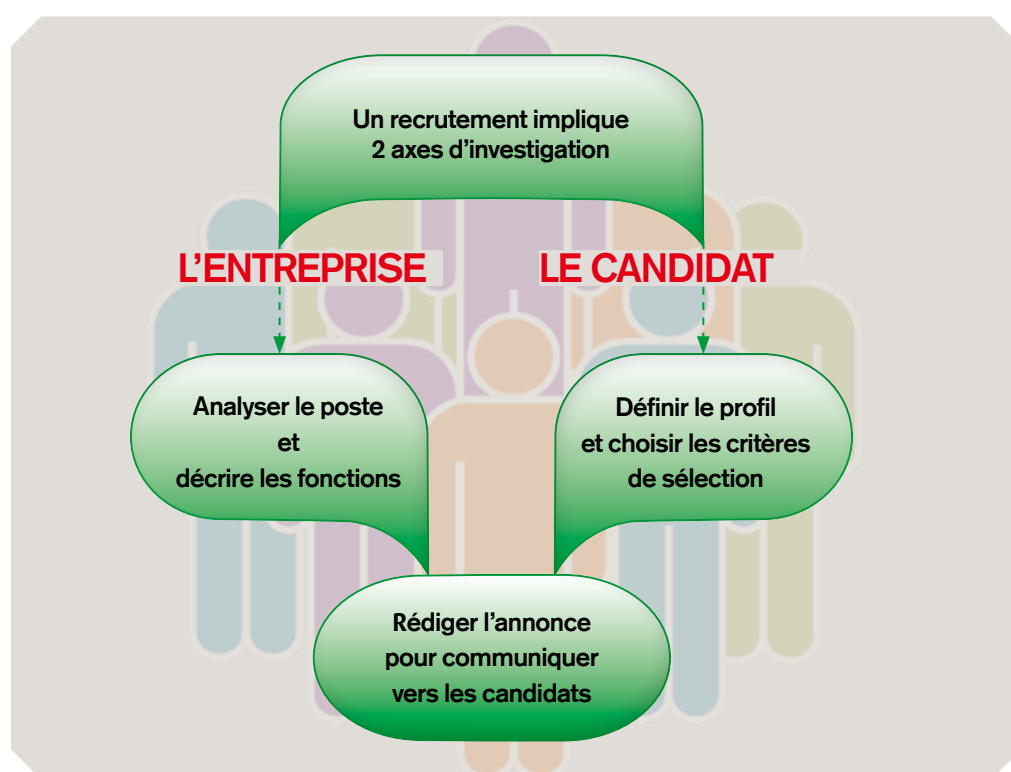 Un recrutement implique
2 axes d’investigation
L’ENTREPRISE
LE CANDIDAT
Analyser le poste
et
décrire les fonctions
Définir le profil
et choisir les critères
de sélection
Rédiger l’annonce
pour communiquer
vers les candidats